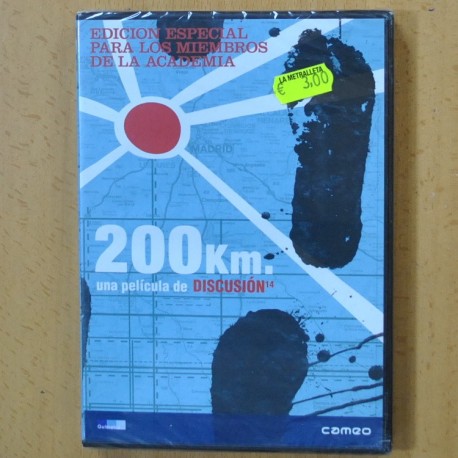 EDICION ESPECIAL
PARA LOS MIEMBROS
DE LA ACADEMIA
LA METRALLETA
€ 3,00
MADRID
200Km.
una película de DISCUSIÓN14
cameo